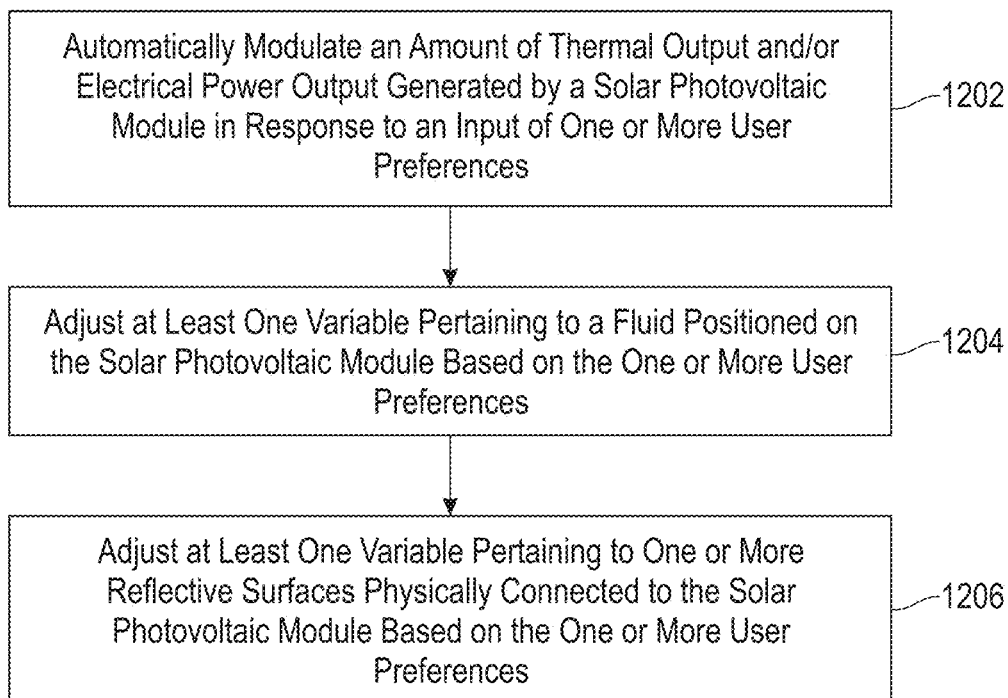 Automatically Modulate an Amount of Thermal Output and/or
Electrical Power Output Generated by a Solar Photovoltaic
Module in Response to an Input of One or More User
Preferences
1202
Adjust at Least One Variable Pertaining to a Fluid Positioned on
the Solar Photovoltaic Module Based on the One or More User
Preferences
1204
Adjust at Least One Variable Pertaining to One or More
Reflective Surfaces Physically Connected to the Solar
Photovoltaic Module Based on the One or More User
Preferences
1206